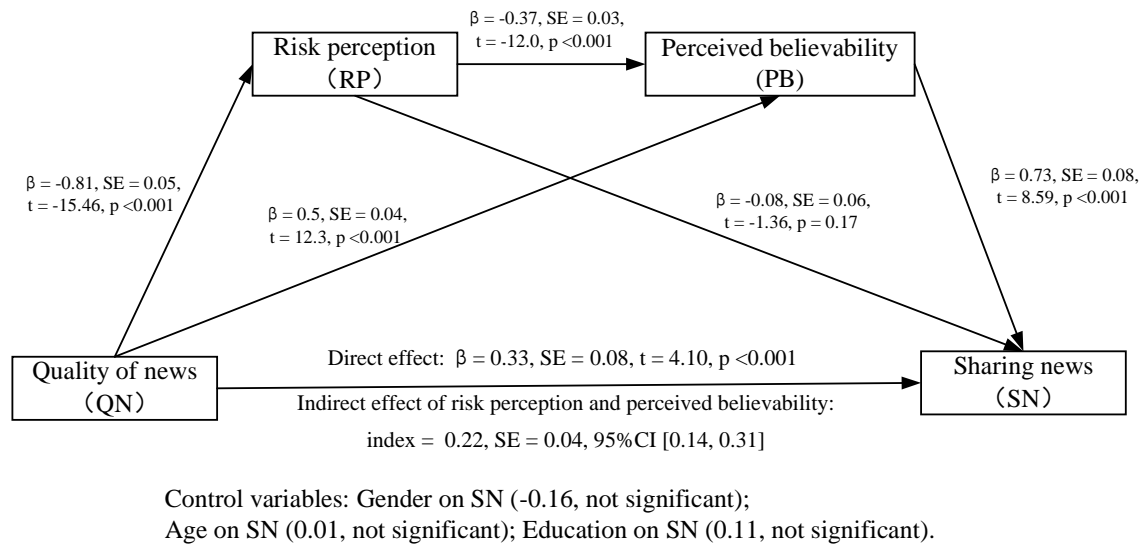 β = -0.37, SE = 0.03,
t = -12.0, p <0.001
Risk perception
（RP）
Perceived believability
(PB)
β = -0.81, SE = 0.05,
t = -15.46, p <0.001
β = 0.5, SE = 0.04,
t = 12.3, p <0.001
β = -0.08, SE = 0.06,
t = -1.36, p = 0.17
β = 0.73, SE = 0.08,
t = 8.59, p <0.001
Quality of news
（QN）
Direct effect: β = 0.33, SE = 0.08, t = 4.10, p <0.001
Sharing news
（SN）
Indirect effect of risk perception and perceived believability:
index = 0.22, SE = 0.04, 95%CI [0.14, 0.31]
Control variables: Gender on SN (-0.16, not significant);
Age on SN (0.01, not significant); Education on SN (0.11, not significant).